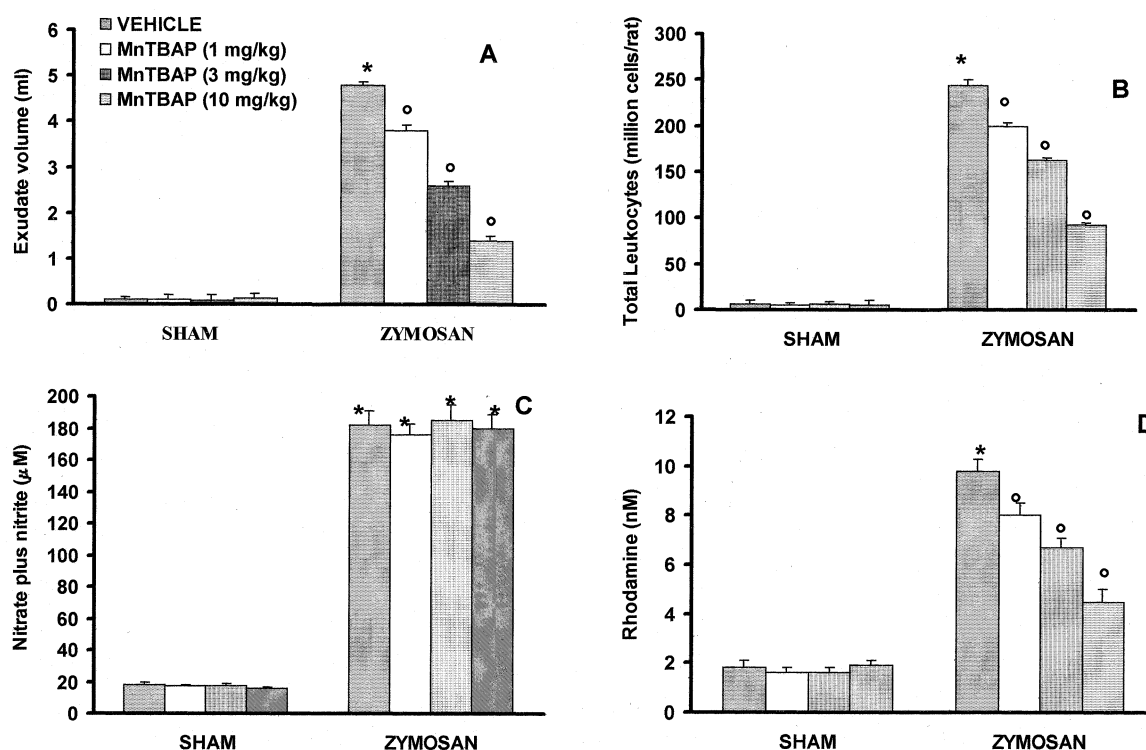 VEHICLE
MnTBAP (1 mg/kg)
MnTBAP (3 mg/kg)
MnTBAP (10 mg/kg)
A
Exudate volume (ml)
6
5
4
3
2
1
0
*
°
°
°
SHAM
ZYMOSAN
B
Total Leukocytes (million cells/rat)
300
250
200
150
100
50
0
*
°
°
°
SHAM
ZYMOSAN
C
Nitrate plus nitrite (μM)
200
180
160
140
120
100
80
60
40
20
0
*
*
*
*
SHAM
ZYMOSAN
D
Rhodamine (nM)
12
10
8
6
4
2
0
*
°
°
°
SHAM
ZYMOSAN